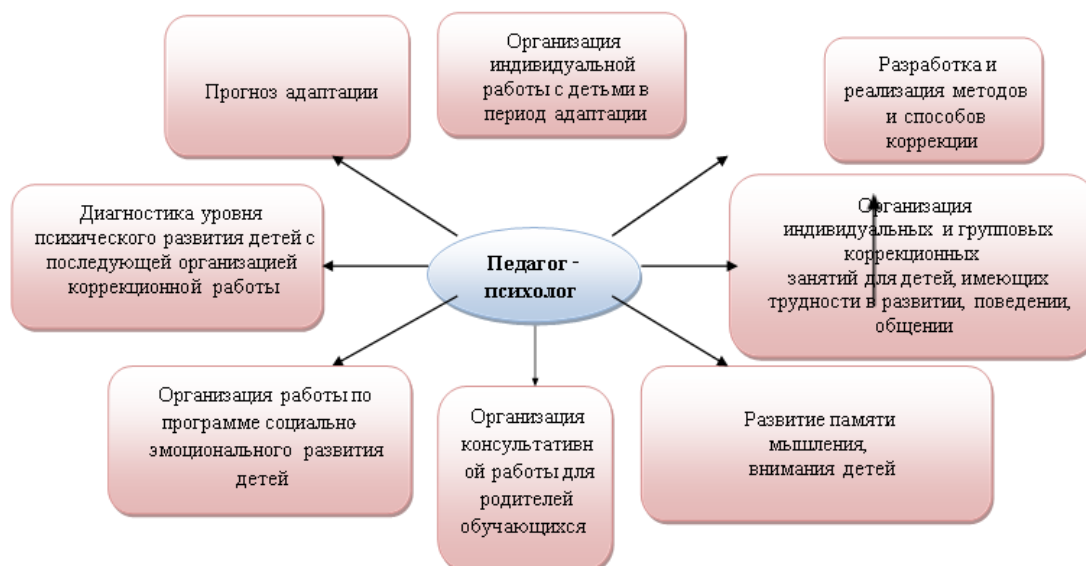 Прогноз адаптации
Организация
индивидуальной
работы с детьми в
период адаптации
Разработка и
реализация методов
и способов
коррекции
Диагностика уровня
психического развития детей с
последующей организацией
коррекционной работы
Педагог -
психолог
Организация
индивидуальных и групповых
коррекционных
занятий для детей, имеющих
трудности в развитии, поведении,
общении
Организация работы по
программе социально-
эмоционального развития
детей
Организация
консультативн
ой работы для
родителей
обучающихся
Развитие памяти
мышления,
внимания детей